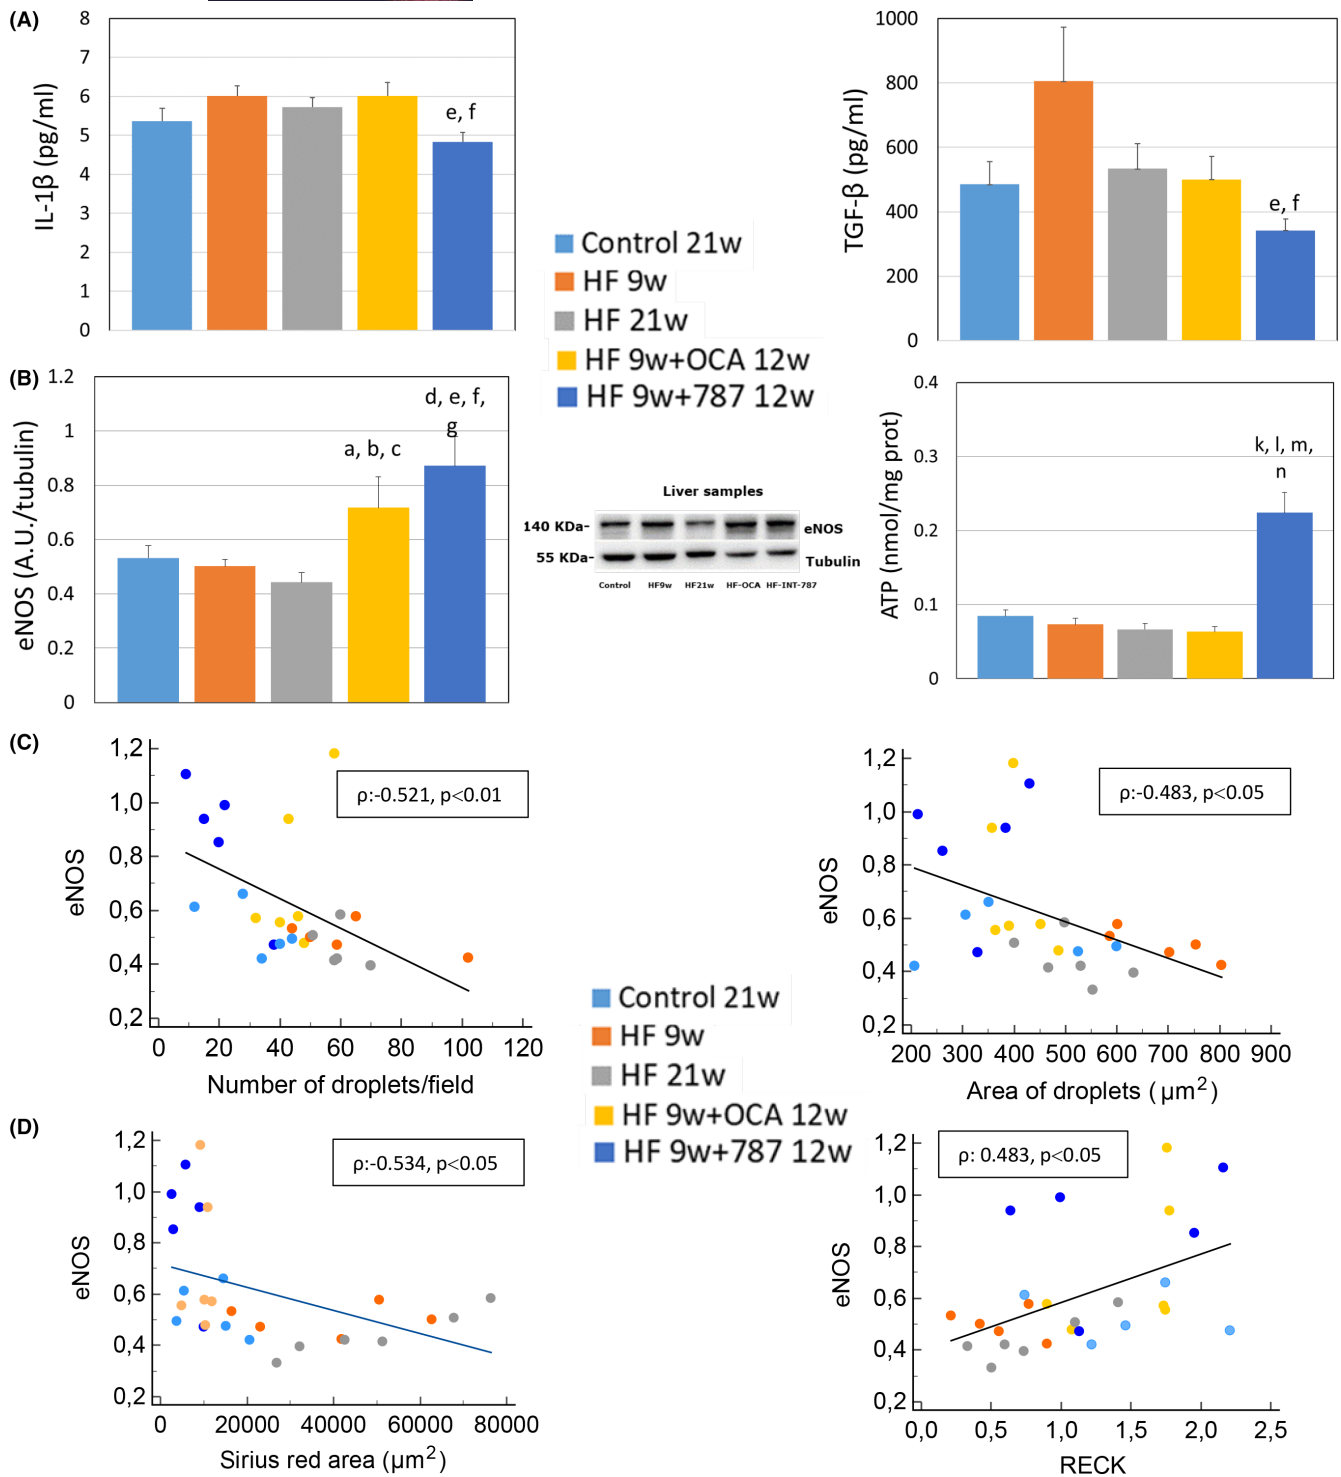 (A)
8
7
6
5
4
3
2
1
0
IL-1β (pg/ml)
e, f
1000
800
600
400
200
0
TGF-β (pg/ml)
e, f
Control 21w
HF 9w
HF 21w
HF 9w+OCA 12w
HF 9w+787 12w
(B)
1.2
1
0.8
0.6
0.4
0.2
0
eNOS (A.U./tubulin)
a, b, c
d, e, f,
g
Liver samples
140 KDa-
eNOS
55 KDa-
Tubulin
Control HF9w HF21w HF-OCA HF-INT-787
0.4
0.3
0.2
0.1
0
ATP (nmol/mg prot)
k, l, m,
n
(C)
1,2
1,0
0,8
0,6
0,4
0,2
eNOS
ρ:-0.521, p<0.01
0 20 40 60 80 100 120
Number of droplets/field
1,2
1,0
0,8
0,6
0,4
0,2
eNOS
ρ:-0.483, p<0.05
200 300 400 500 600 700 800 900
Area of droplets (μm²)
Control 21w
HF 9w
HF 21w
HF 9w+OCA 12w
HF 9w+787 12w
(D)
1,2
1,0
0,8
0,6
0,4
0,2
eNOS
ρ:-0.534, p<0.05
0 20000 40000 60000 80000
Sirius red area (μm²)
1,2
1,0
0,8
0,6
0,4
0,2
eNOS
ρ: 0.483, p<0.05
0,0 0,5 1,0 1,5 2,0 2,5
RECK